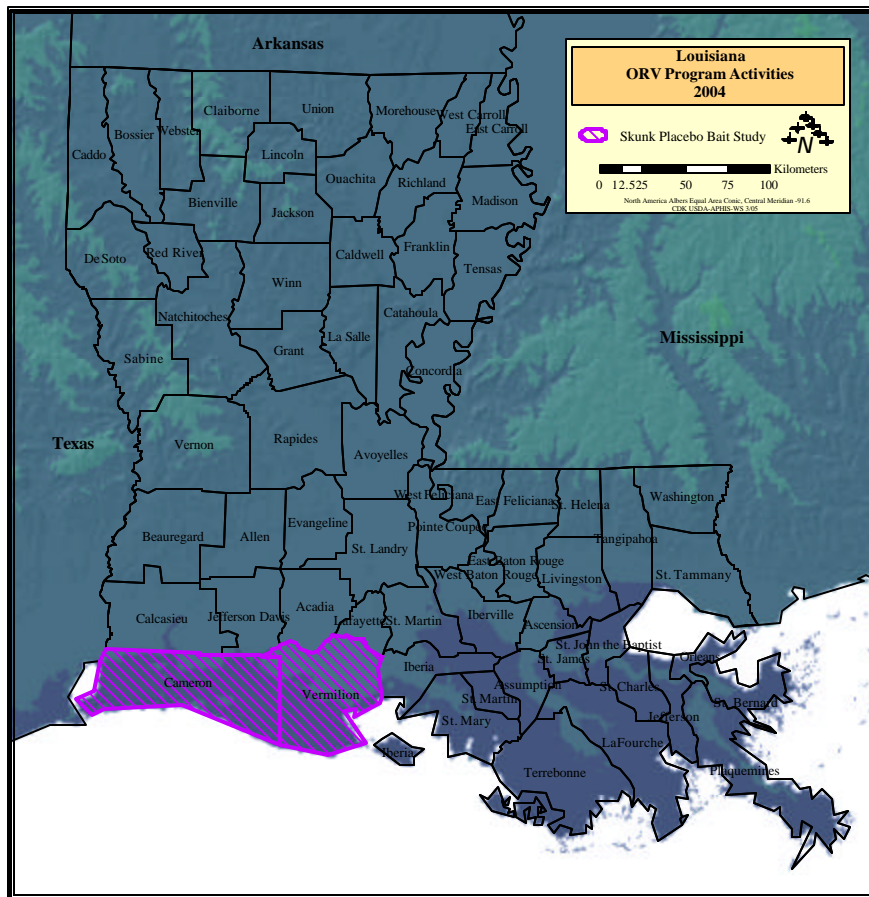 Arkansas
Louisiana
ORV Program Activities
2004
Skunk Placebo Bait Study
N
Kilometers
0 12.525 50 75 100
North America Albers Equal Area Conic, Central Meridian -91.6
CDK USDA-APHIS-WS 3/05
Claiborne
Union
Morehouse
West Carroll
East Carroll
Webster
Bossier
Caddo
Lincoln
Ouachita
Richland
Madison
Bienville
Jackson
De Soto
Red River
Caldwell
Franklin
Tensas
Winn
Natchitoches
Catahoula
La Salle
Grant
Sabine
Mississippi
Concordia
Texas
Vernon
Rapides
Avoyelles
West Feliciana
East Feliciana
St. Helena
Washington
Beauregard
Allen
Evangeline
Pointe Coupee
St. Landry
Tangipahoa
East Baton Rouge
West Baton Rouge
Livingston
St. Tammany
Calcasieu
Jefferson Davis
Acadia
Lafayette
St. Martin
Iberville
Ascension
St. John the Baptist
St. James
Orleans
Iberia
Cameron
Vermilion
Assumption
St. Charles
St. Martin
St. Bernard
St. Mary
Jefferson
LaFourche
Iberia
Terrebonne
Plaquemines